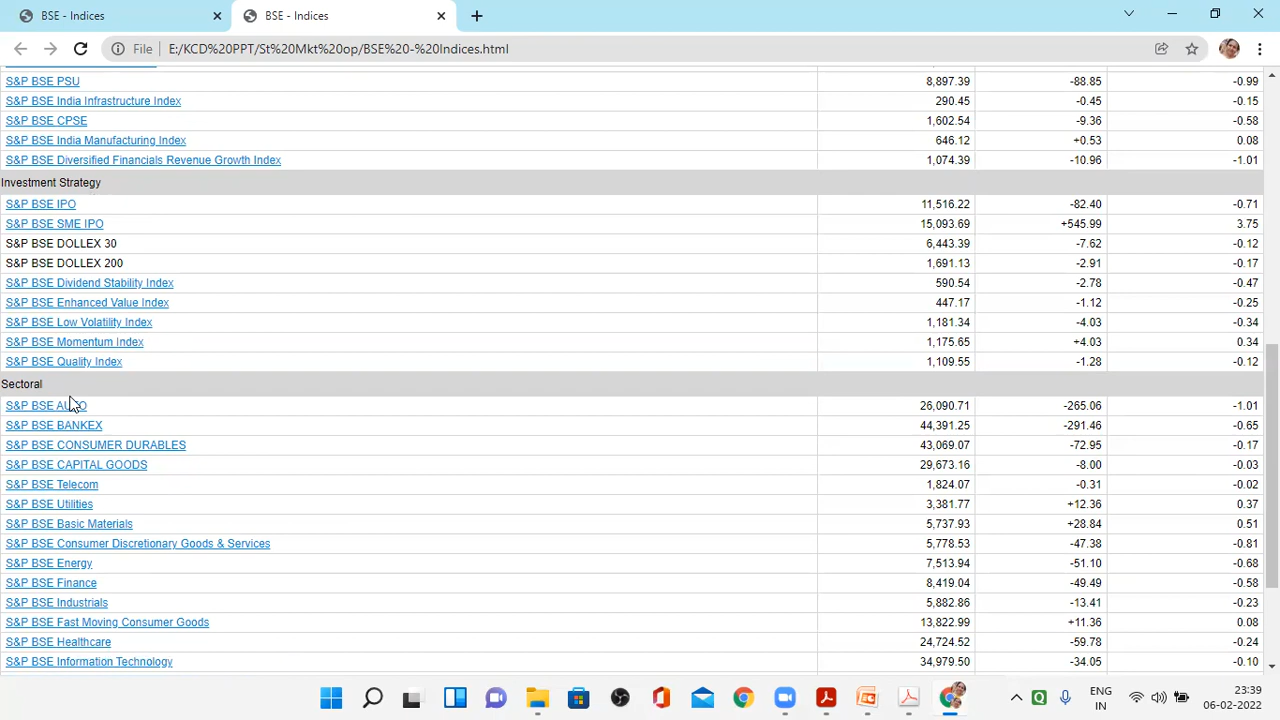 BSE - Indices
BSE - Indices
File E:/KCD%20PPT/St%20Mkt%20op/BSE%20-%20Indices.html
S&P BSE PSU 8,897.39 -88.85 -0.99
S&P BSE India Infrastructure Index 290.45 -0.45 -0.15
S&P BSE CPSE 1,602.54 -9.36 -0.58
S&P BSE India Manufacturing Index 646.12 +0.53 0.08
S&P BSE Diversified Financials Revenue Growth Index 1,074.39 -10.96 -1.01
Investment Strategy
S&P BSE IPO 11,516.22 -82.40 -0.71
S&P BSE SME IPO 15,093.69 +545.99 3.75
S&P BSE DOLLEX 30 6,443.39 -7.62 -0.12
S&P BSE DOLLEX 200 1,691.13 -2.91 -0.17
S&P BSE Dividend Stability Index 590.54 -2.78 -0.47
S&P BSE Enhanced Value Index 447.17 -1.12 -0.25
S&P BSE Low Volatility Index 1,181.34 -4.03 -0.34
S&P BSE Momentum Index 1,175.65 +4.03 0.34
S&P BSE Quality Index 1,109.55 -1.28 -0.12
Sectoral
S&P BSE AUTO 26,090.71 -265.06 -1.01
S&P BSE BANKEX 44,391.25 -291.46 -0.65
S&P BSE CONSUMER DURABLES 43,069.07 -72.95 -0.17
S&P BSE CAPITAL GOODS 29,673.16 -8.00 -0.03
S&P BSE Telecom 1,824.07 -0.31 -0.02
S&P BSE Utilities 3,381.77 +12.36 0.37
S&P BSE Basic Materials 5,737.93 +28.84 0.51
S&P BSE Consumer Discretionary Goods & Services 5,778.53 -47.38 -0.81
S&P BSE Energy 7,513.94 -51.10 -0.68
S&P BSE Finance 8,419.04 -49.49 -0.58
S&P BSE Industrials 5,882.86 -13.41 -0.23
S&P BSE Fast Moving Consumer Goods 13,822.99 +11.36 0.08
S&P BSE Healthcare 24,724.52 -59.78 -0.24
S&P BSE Information Technology 34,979.50 -34.05 -0.10
ENG 23:39
IN 06-02-2022